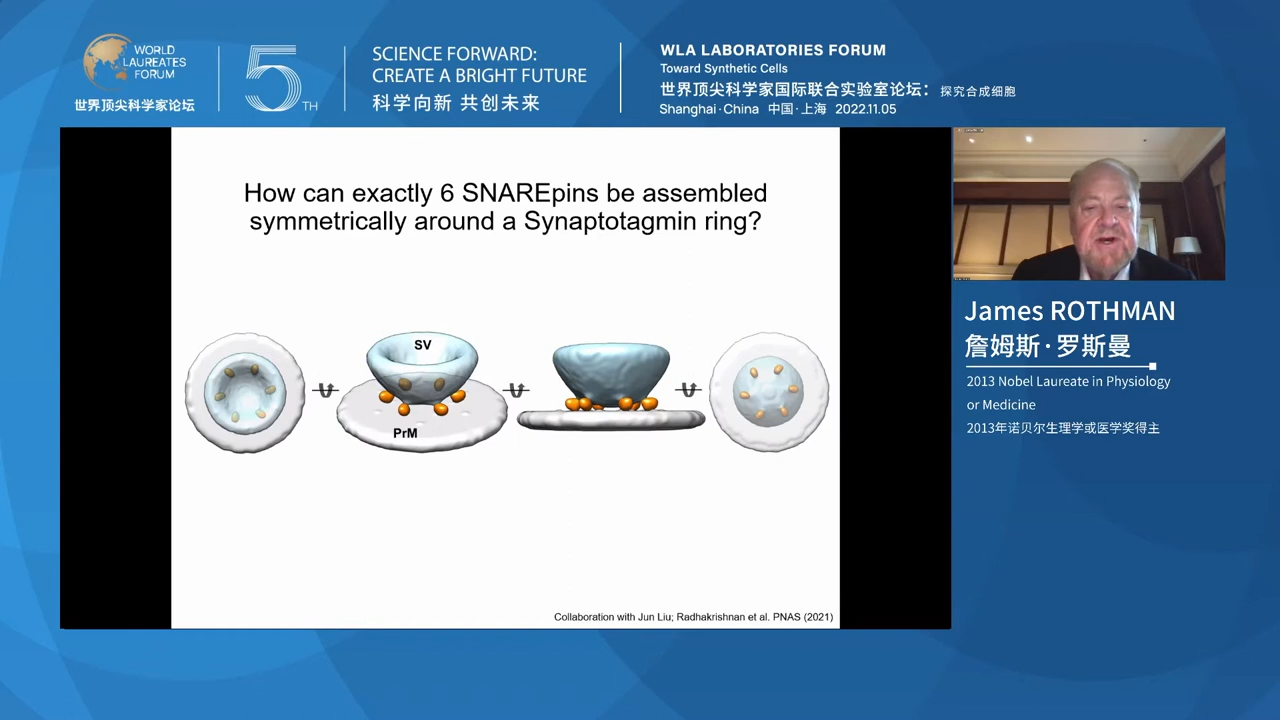 WORLD
LAUREATES
FORUM
世界顶尖科学家论坛
5TH
SCIENCE FORWARD:
CREATE A BRIGHT FUTURE
科学向新 共创未来
WLA LABORATORIES FORUM
Toward Synthetic Cells
世界顶尖科学家国际联合实验室论坛：探究合成细胞
Shanghai·China 中国·上海 2022.11.05
How can exactly 6 SNAREpins be assembled
symmetrically around a Synaptotagmin ring?
SV
PrM
Collaboration with Jun Liu; Radhakrishnan et al. PNAS (2021)
James ROTHMAN
詹姆斯·罗斯曼
2013 Nobel Laureate in Physiology
or Medicine
2013年诺贝尔生理学或医学奖得主